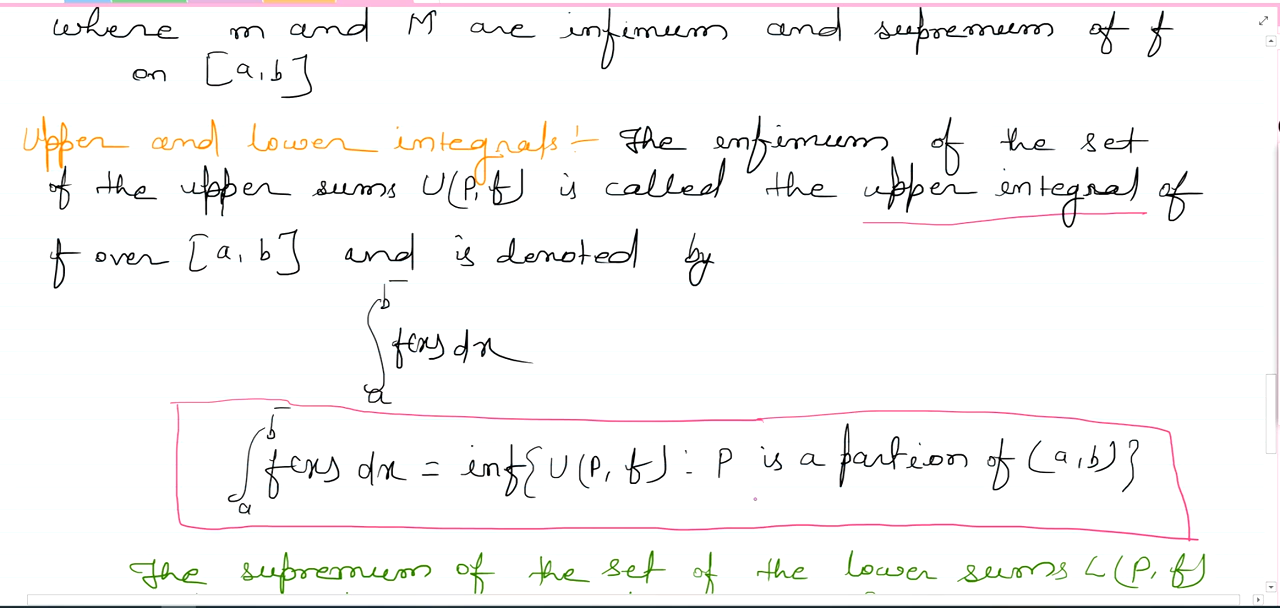 where m and M are infimum and supremum of f
on [a,b]
Upper and lower integrals:- The infimum of the set
of the upper sums U(P,f) is called the upper integral of
f over [a, b] and is denoted by
∫_a^b̄ f(x) dx
∫_a^b̄ f(x) dx = inf{U(P, f) : P is a partion of (a,b)}
The supremum of the set of the lower sums L(P, f)